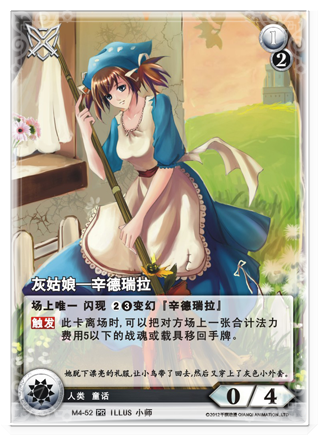 1
2
灰姑娘—辛德瑞拉
场上唯一 闪现 2 3 变幻『辛德瑞拉』
触发 此卡离场时,可以把对方场上一张合计法力
费用5以下的战魂或载具移回手牌。
她脱下漂亮的礼服,让小鸟带了回去,然后又穿上了灰色小外套。
人类 童话
0 / 4
M4-52 ILLUS 小师